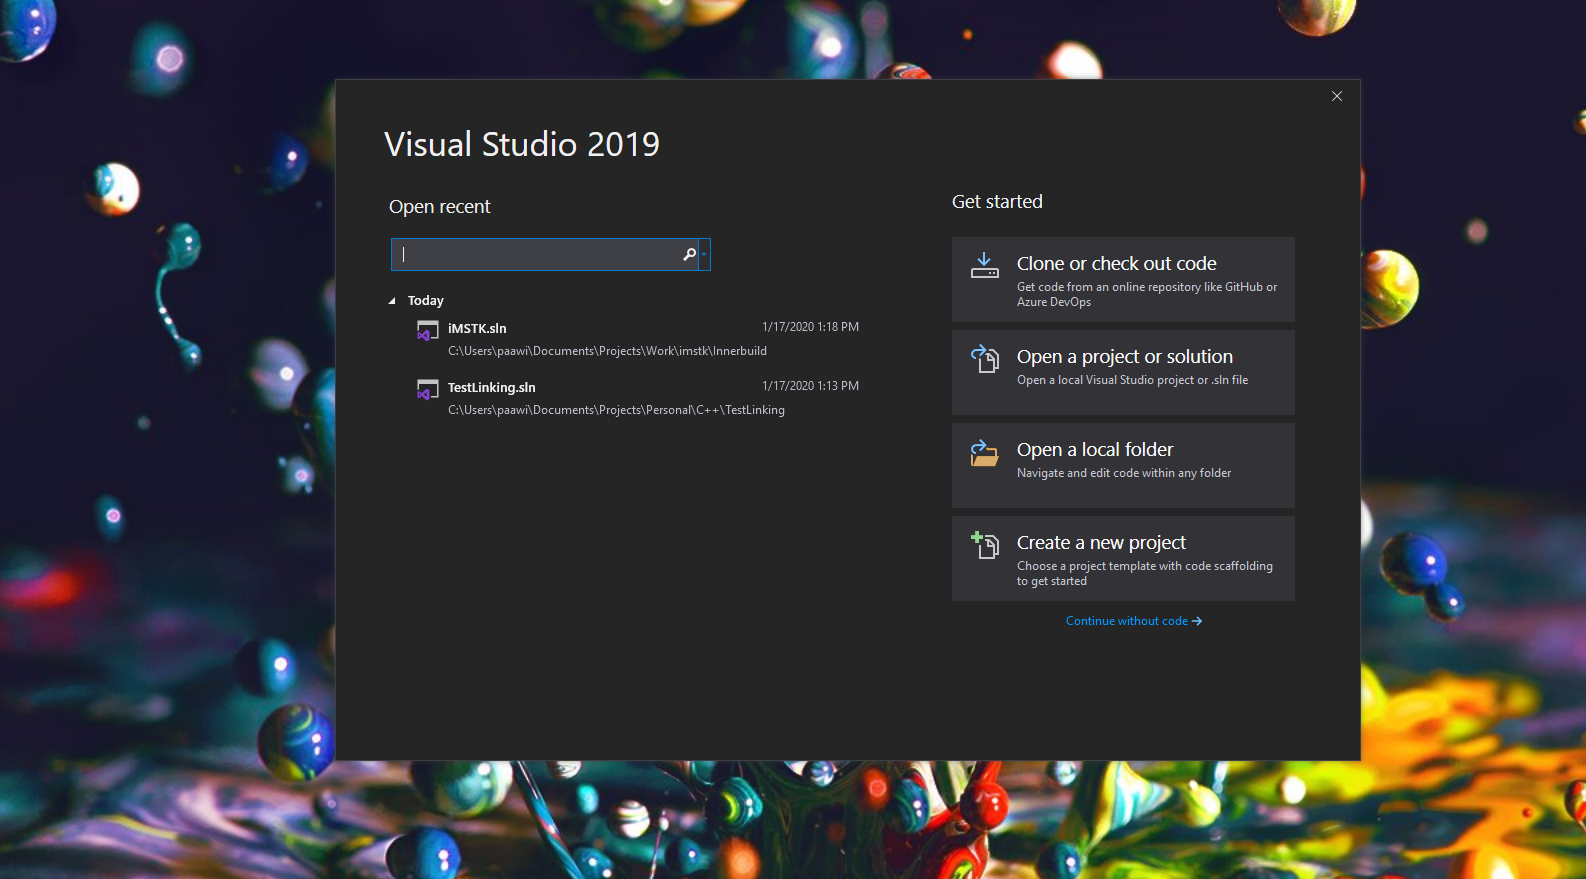 Visual Studio 2019
Open recent
Today
iMSTK.sln 1/17/2020 1:18 PM
C:\Users\paawi\Documents\Projects\Work\imstk\Innerbuild
TestLinking.sln 1/17/2020 1:13 PM
C:\Users\paawi\Documents\Projects\Personal\C++\TestLinking
Get started
Clone or check out code
Get code from an online repository like GitHub or
Azure DevOps
Open a project or solution
Open a local Visual Studio project or .sln file
Open a local folder
Navigate and edit code within any folder
Create a new project
Choose a project template with code scaffolding
to get started
Continue without code →